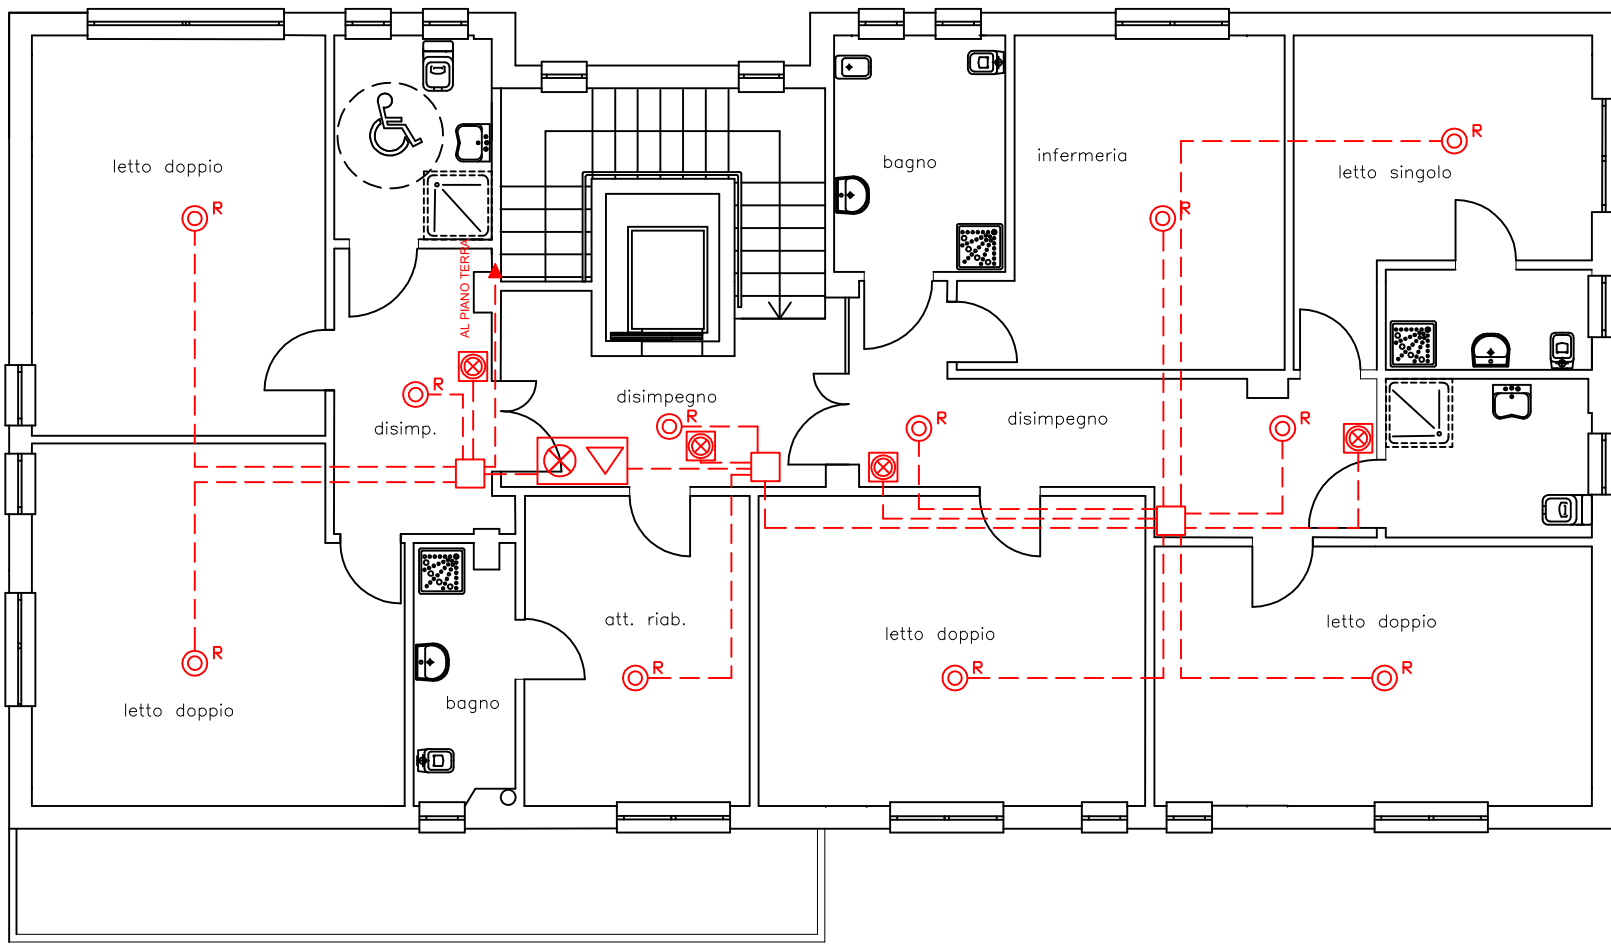 letto doppio
R
AL PIANO TERRA
R
disimp.
bagno
infermeria
R
letto singolo
R
disimpegno
R
disimpegno
R
R
letto doppio
R
bagno
att. riab.
R
letto doppio
R
letto doppio
R